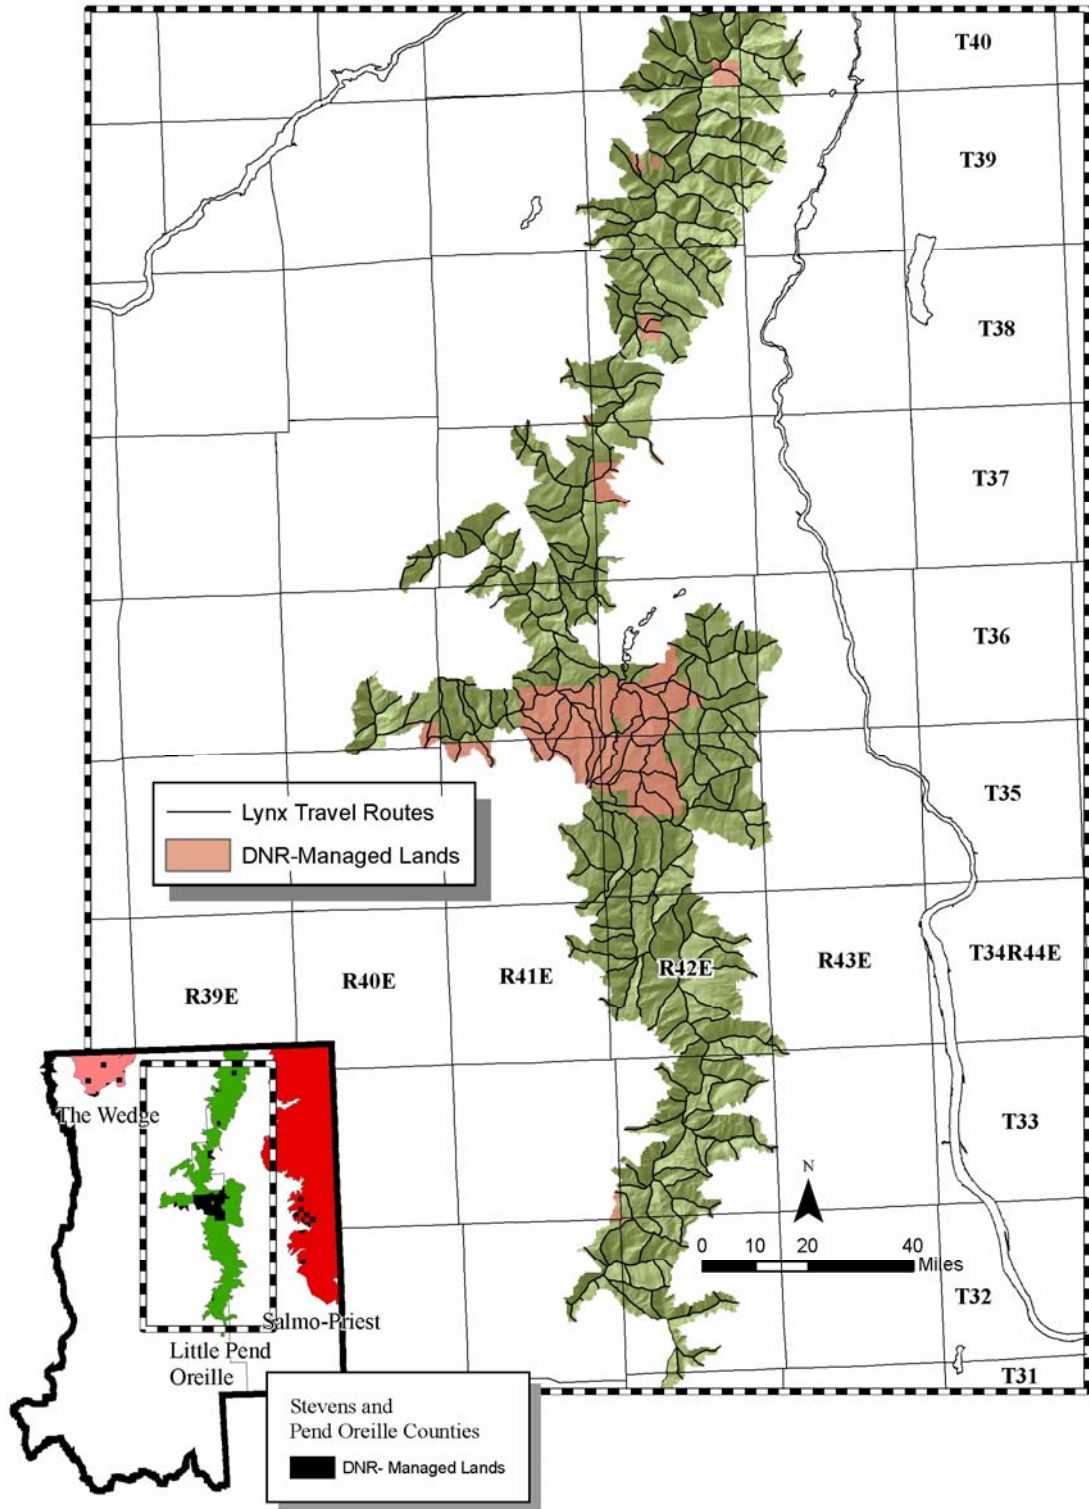 T40
T39
T38
T37
T36
T35
Lynx Travel Routes
DNR-Managed Lands
R39E
R40E
R41E
R42E
R43E
T34R44E
T33
N
0 10 20 40
Miles
T32
T31
The Wedge
Salmo-Priest
Little Pend
Oreille
Stevens and
Pend Oreille Counties
DNR- Managed Lands